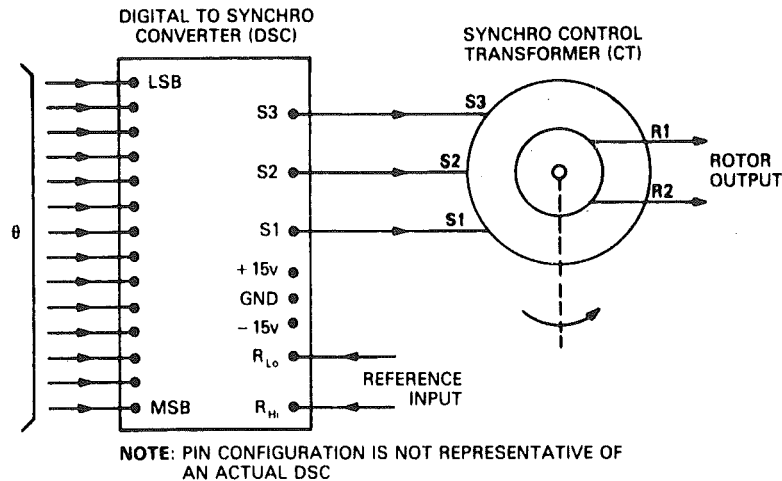 DIGITAL TO SYNCHRO
CONVERTER (DSC)
SYNCHRO CONTROL
TRANSFORMER (CT)
LSB
S3
S3
R1
ROTOR
OUTPUT
S2
S2
R2
θ
S1
S1
+ 15v
GND
− 15v
RLo
REFERENCE
INPUT
MSB
RHi
NOTE: PIN CONFIGURATION IS NOT REPRESENTATIVE OF
AN ACTUAL DSC